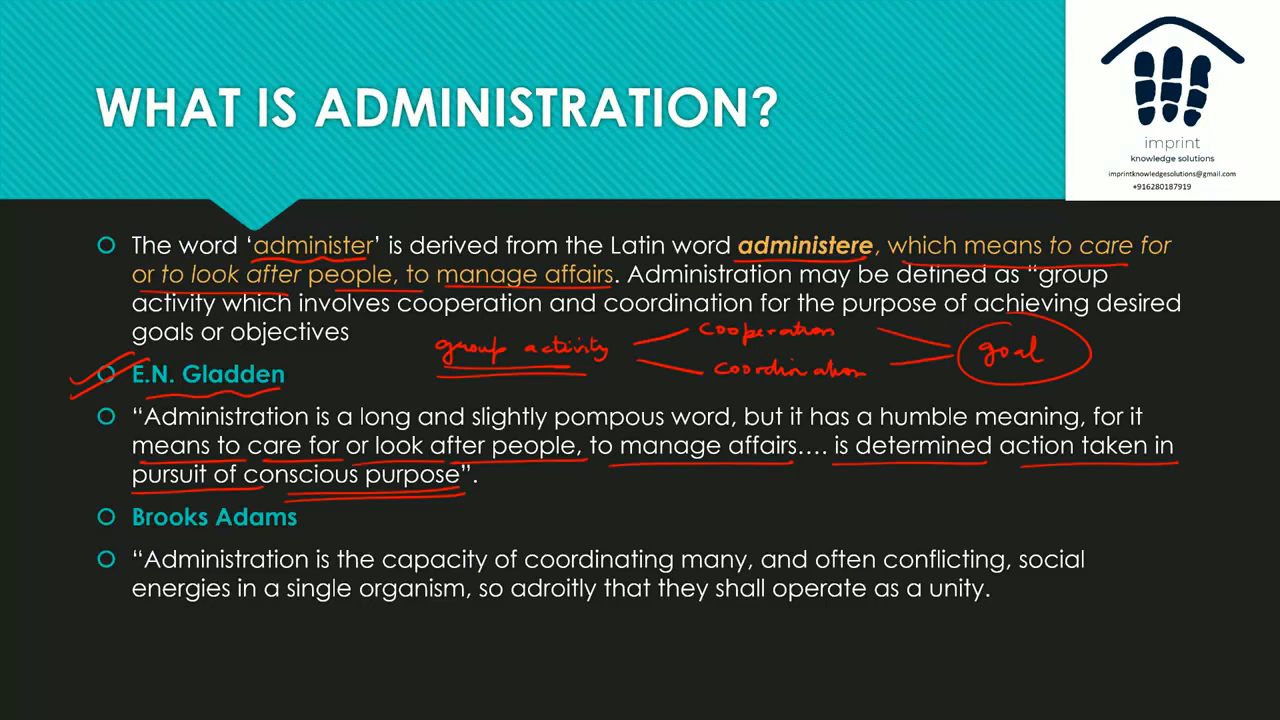 WHAT IS ADMINISTRATION?
imprint
knowledge solutions
imprintknowledgesolutions@gmail.com
+916280187919
The word ‘administer’ is derived from the Latin word administere, which means to care for
or to look after people, to manage affairs. Administration may be defined as “group
activity which involves cooperation and coordination for the purpose of achieving desired
goals or objectives
group activity
cooperation
coordination
goal
E.N. Gladden
“Administration is a long and slightly pompous word, but it has a humble meaning, for it
means to care for or look after people, to manage affairs…. is determined action taken in
pursuit of conscious purpose”.
Brooks Adams
“Administration is the capacity of coordinating many, and often conflicting, social
energies in a single organism, so adroitly that they shall operate as a unity.